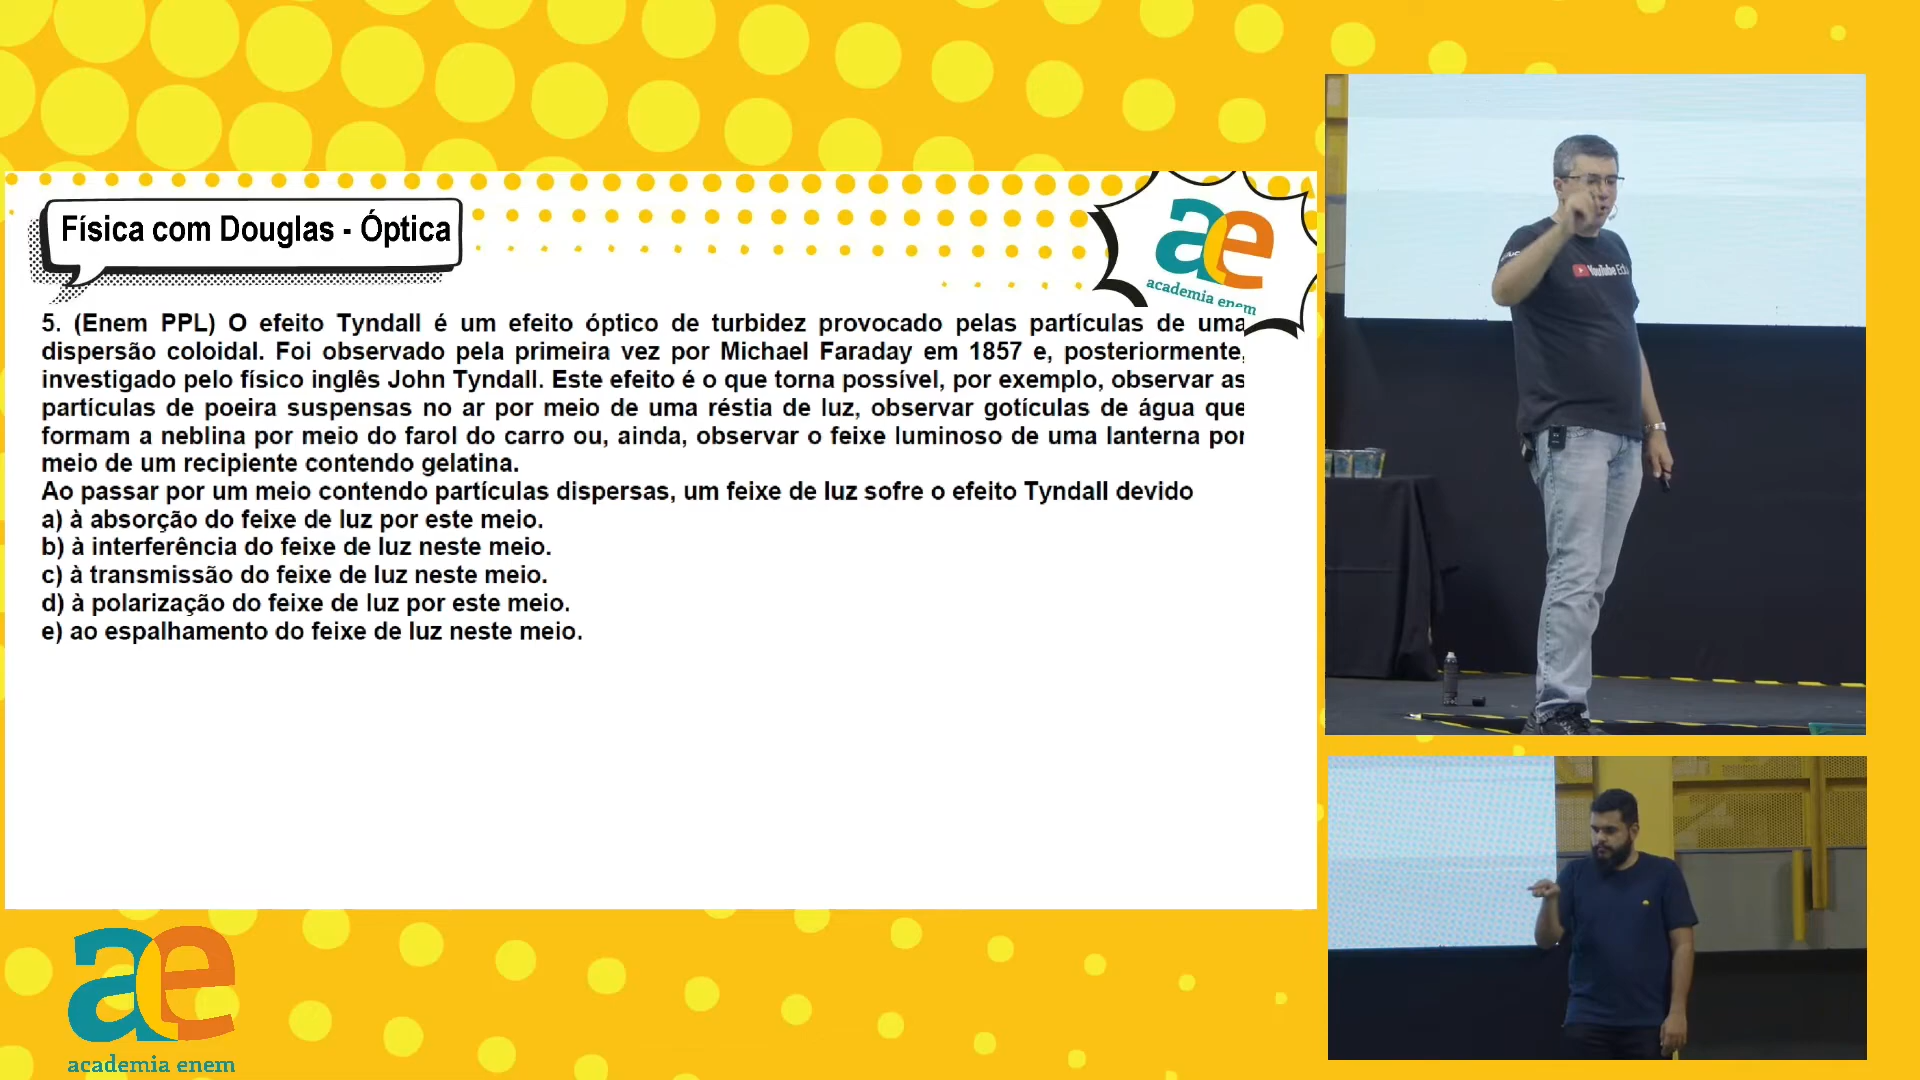 Física com Douglas - Óptica
ae
academia enem
5. (Enem PPL) O efeito Tyndall é um efeito óptico de turbidez provocado pelas partículas de uma
dispersão coloidal. Foi observado pela primeira vez por Michael Faraday em 1857 e, posteriormente,
investigado pelo físico inglês John Tyndall. Este efeito é o que torna possível, por exemplo, observar as
partículas de poeira suspensas no ar por meio de uma réstia de luz, observar gotículas de água que
formam a neblina por meio do farol do carro ou, ainda, observar o feixe luminoso de uma lanterna por
meio de um recipiente contendo gelatina.
Ao passar por um meio contendo partículas dispersas, um feixe de luz sofre o efeito Tyndall devido
a) à absorção do feixe de luz por este meio.
b) à interferência do feixe de luz neste meio.
c) à transmissão do feixe de luz neste meio.
d) à polarização do feixe de luz por este meio.
e) ao espalhamento do feixe de luz neste meio.
YouTube Edu
ae
academia enem